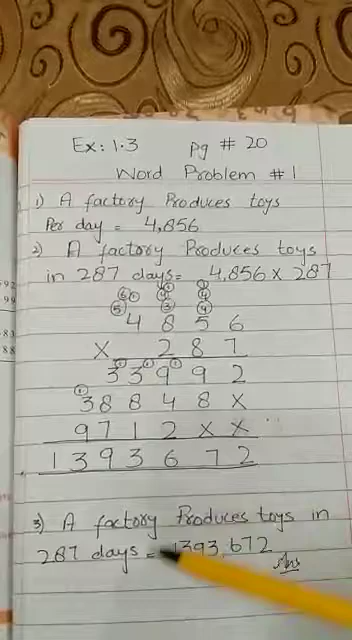 Ex: 1.3 Pg # 20
Word Problem # 1
1) A factory Produces toys
Per day = 4,856
2) A factory Produces toys
in 287 days = 4,856 x 287
4 8 5 6
x 2 8 7
3 3 9 9 2
3 8 8 4 8 x
9 7 1 2 x x
1 3 9 3 6 7 2
3) A factory Produces toys in
287 days = 1393,672
Ans